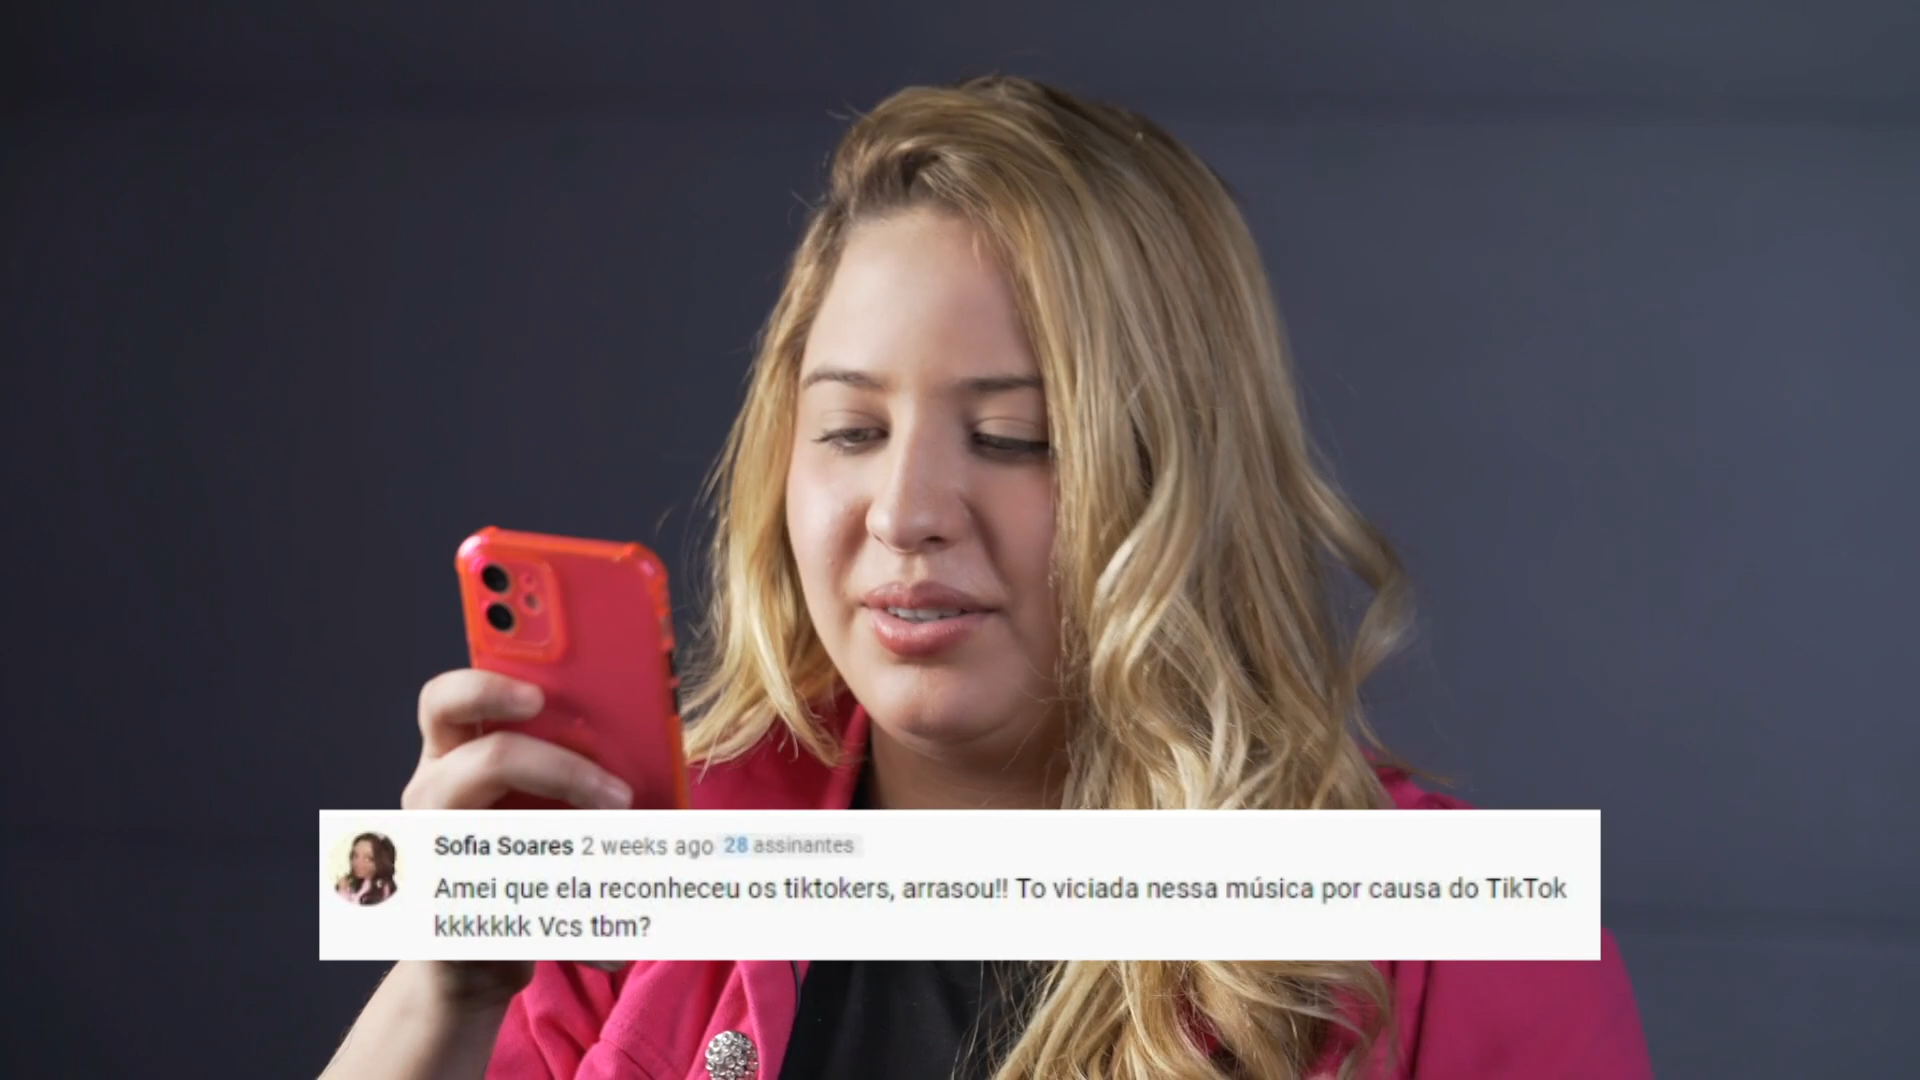 Sofia Soares 2 weeks ago 28 assinantes
Amei que ela reconheceu os tiktokers, arrasou!! To viciada nessa música por causa do TikTok
kkkkkkk Vcs tbm?